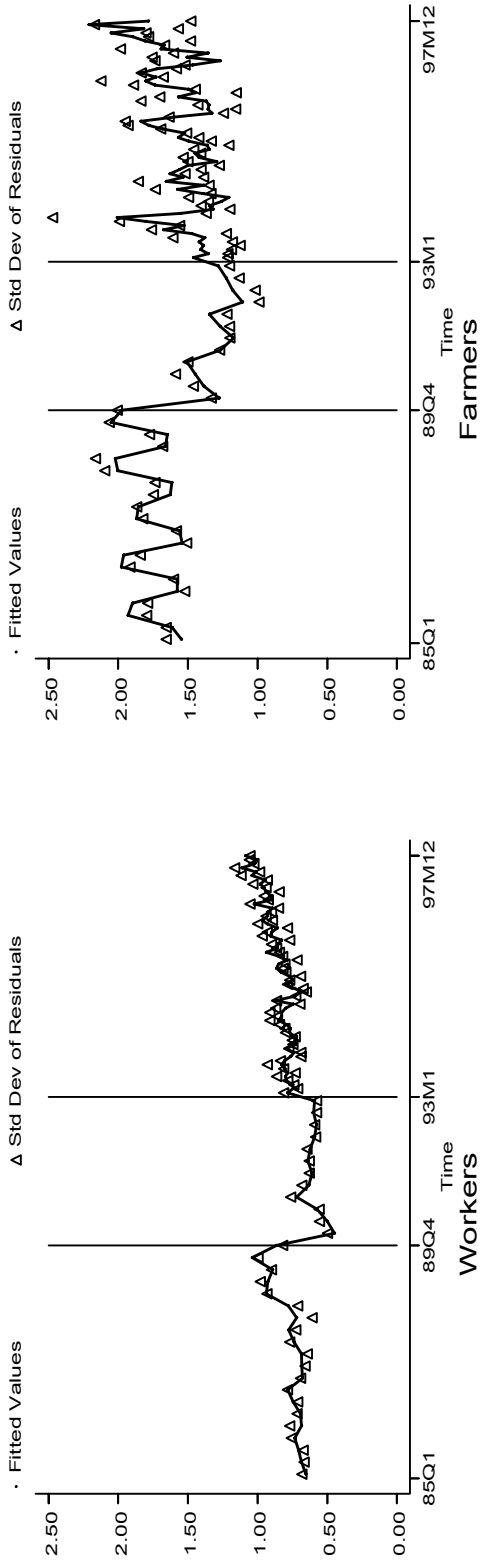 · Fitted Values
Δ Std Dev of Residuals
2.50
2.00
1.50
1.00
0.50
0.00
85Q1
89Q4
93M1
97M12
Time
Workers
· Fitted Values
Δ Std Dev of Residuals
2.50
2.00
1.50
1.00
0.50
0.00
85Q1
89Q4
93M1
97M12
Time
Farmers